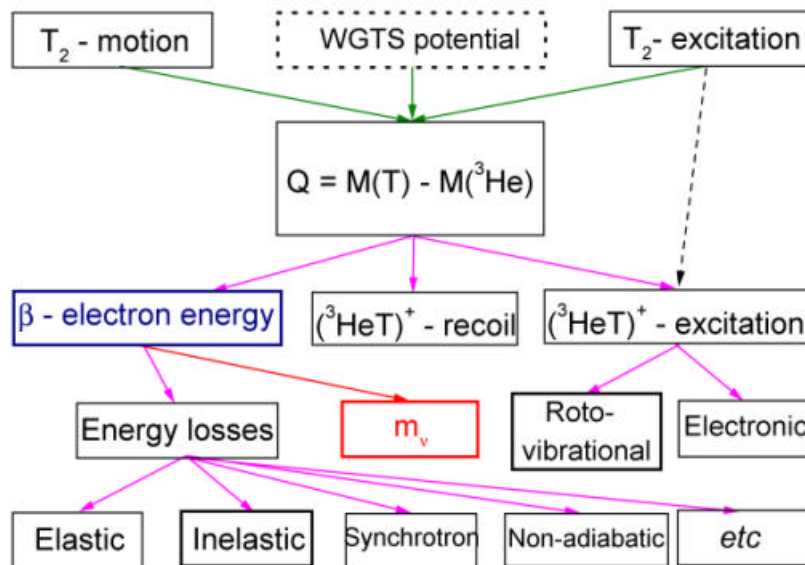 T₂ - motion
WGTS potential
T₂- excitation
Q = M(T) - M(³He)
β - electron energy
(³HeT)⁺ - recoil
(³HeT)⁺ - excitation
Energy losses
m_ν
Roto-
vibrational
Electronic
Elastic
Inelastic
Synchrotron
Non-adiabatic
etc